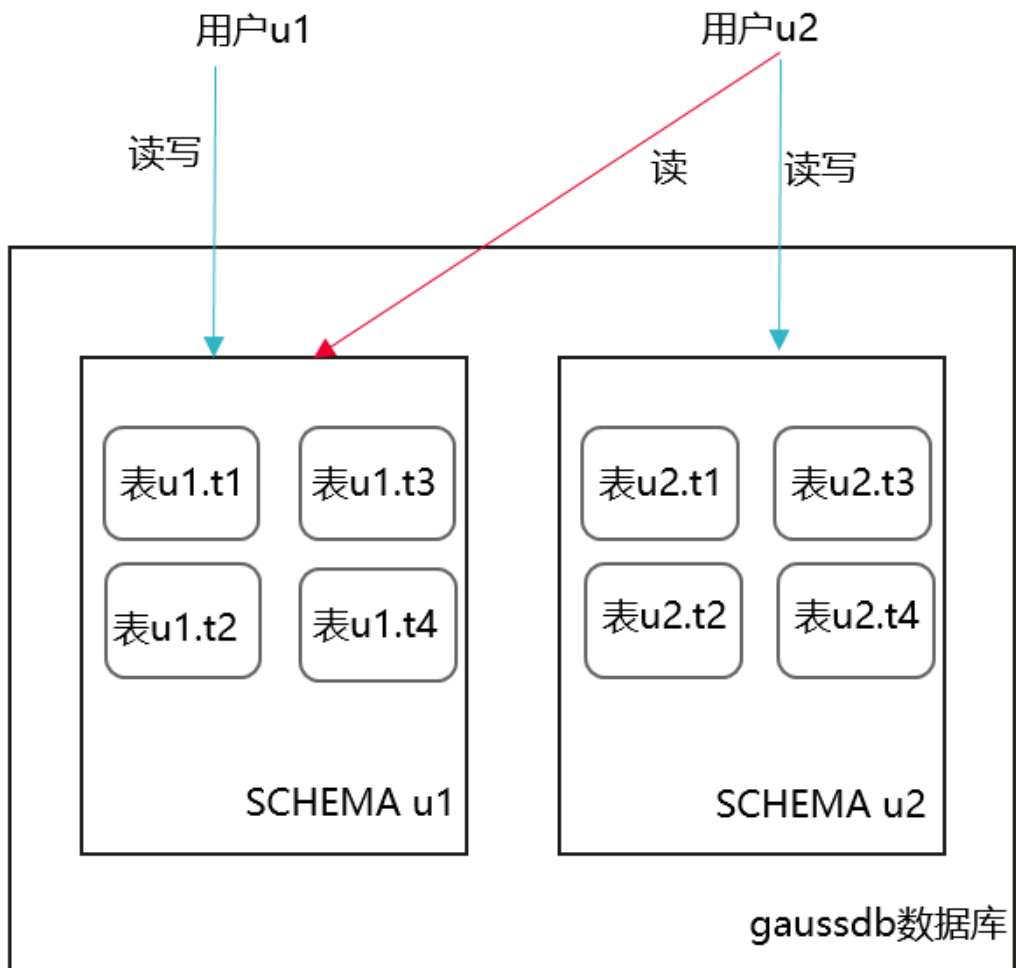 用户u1
用户u2
读写
读
读写
表u1.t1
表u1.t3
表u2.t1
表u2.t3
表u1.t2
表u1.t4
表u2.t2
表u2.t4
SCHEMA u1
SCHEMA u2
gaussdb数据库